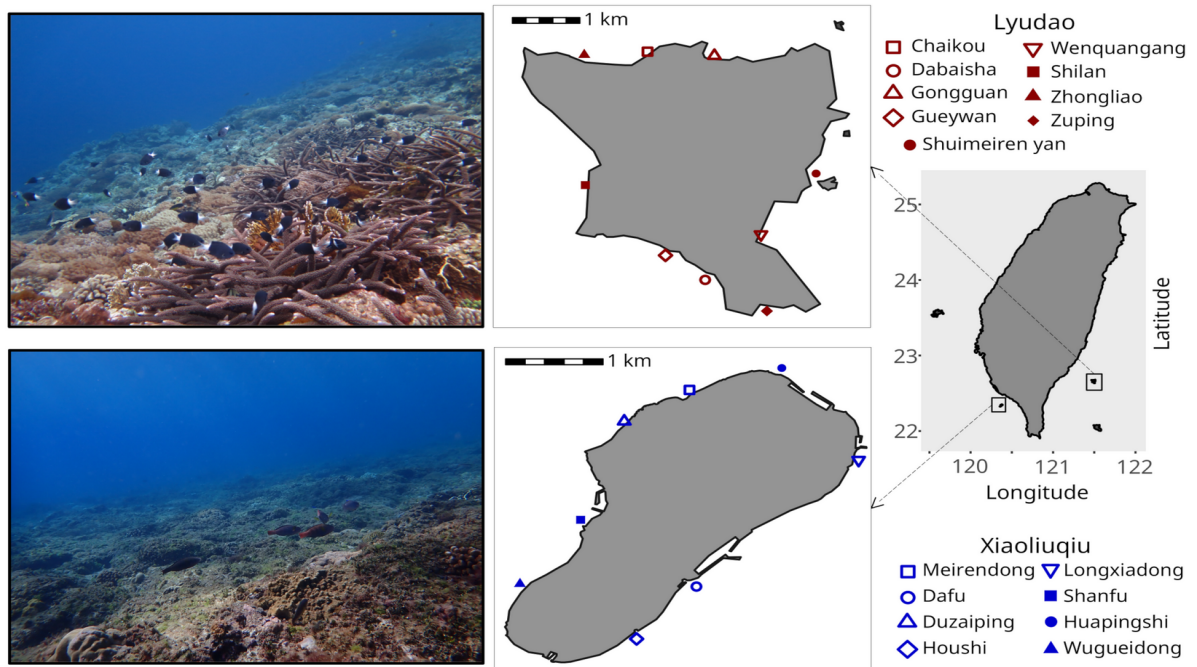 1 km
Lyudao
Chaikou
Wenquangang
Dabaisha
Shilan
Gongguan
Zhongliao
Gueywan
Zuping
Shuimeiren yan
25
24
23
22
120
121
122
Longitude
Latitude
1 km
Xiaoliuqiu
Meirendong
Longxiadong
Dafu
Shanfu
Duzaiping
Huapingshi
Houshi
Wugueidong